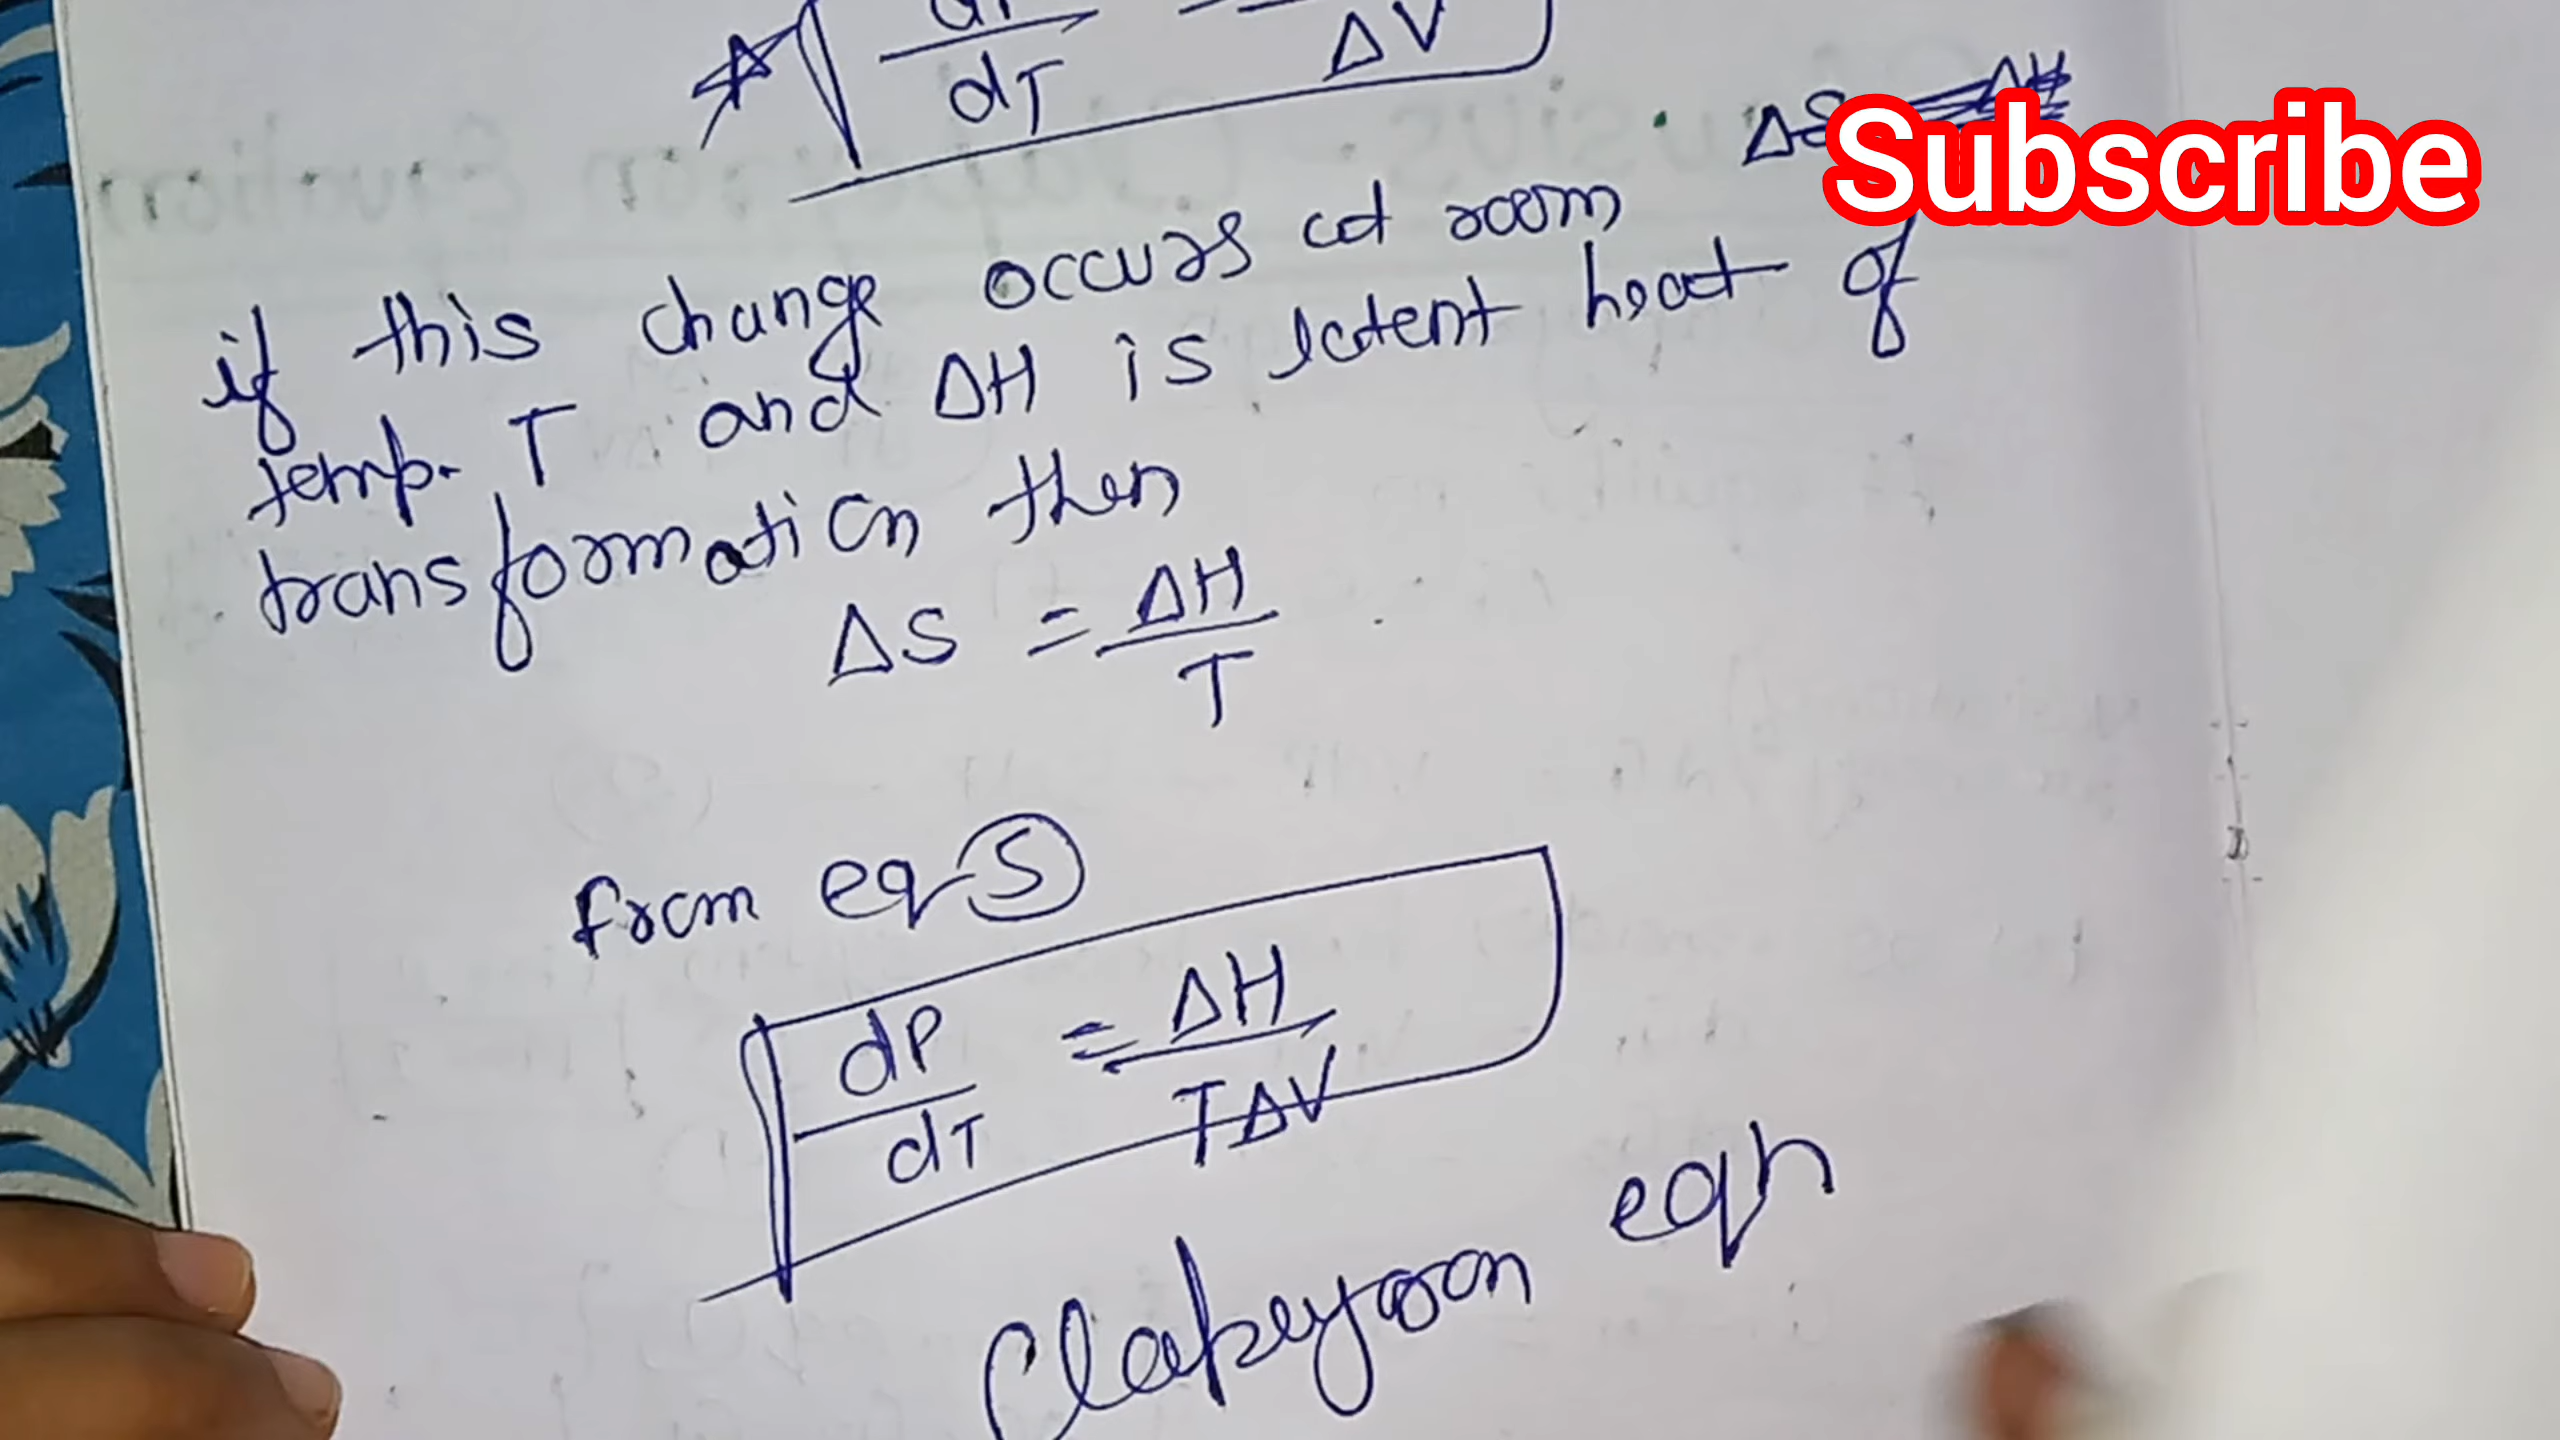 dT ΔV
ΔS
Subscribe
if this change occurs at room
temp. T and ΔH is latent heat of
transformation then
ΔS = ΔH / T
from eq 5
dP / dT = ΔH / TΔV
Clapeyron eqn